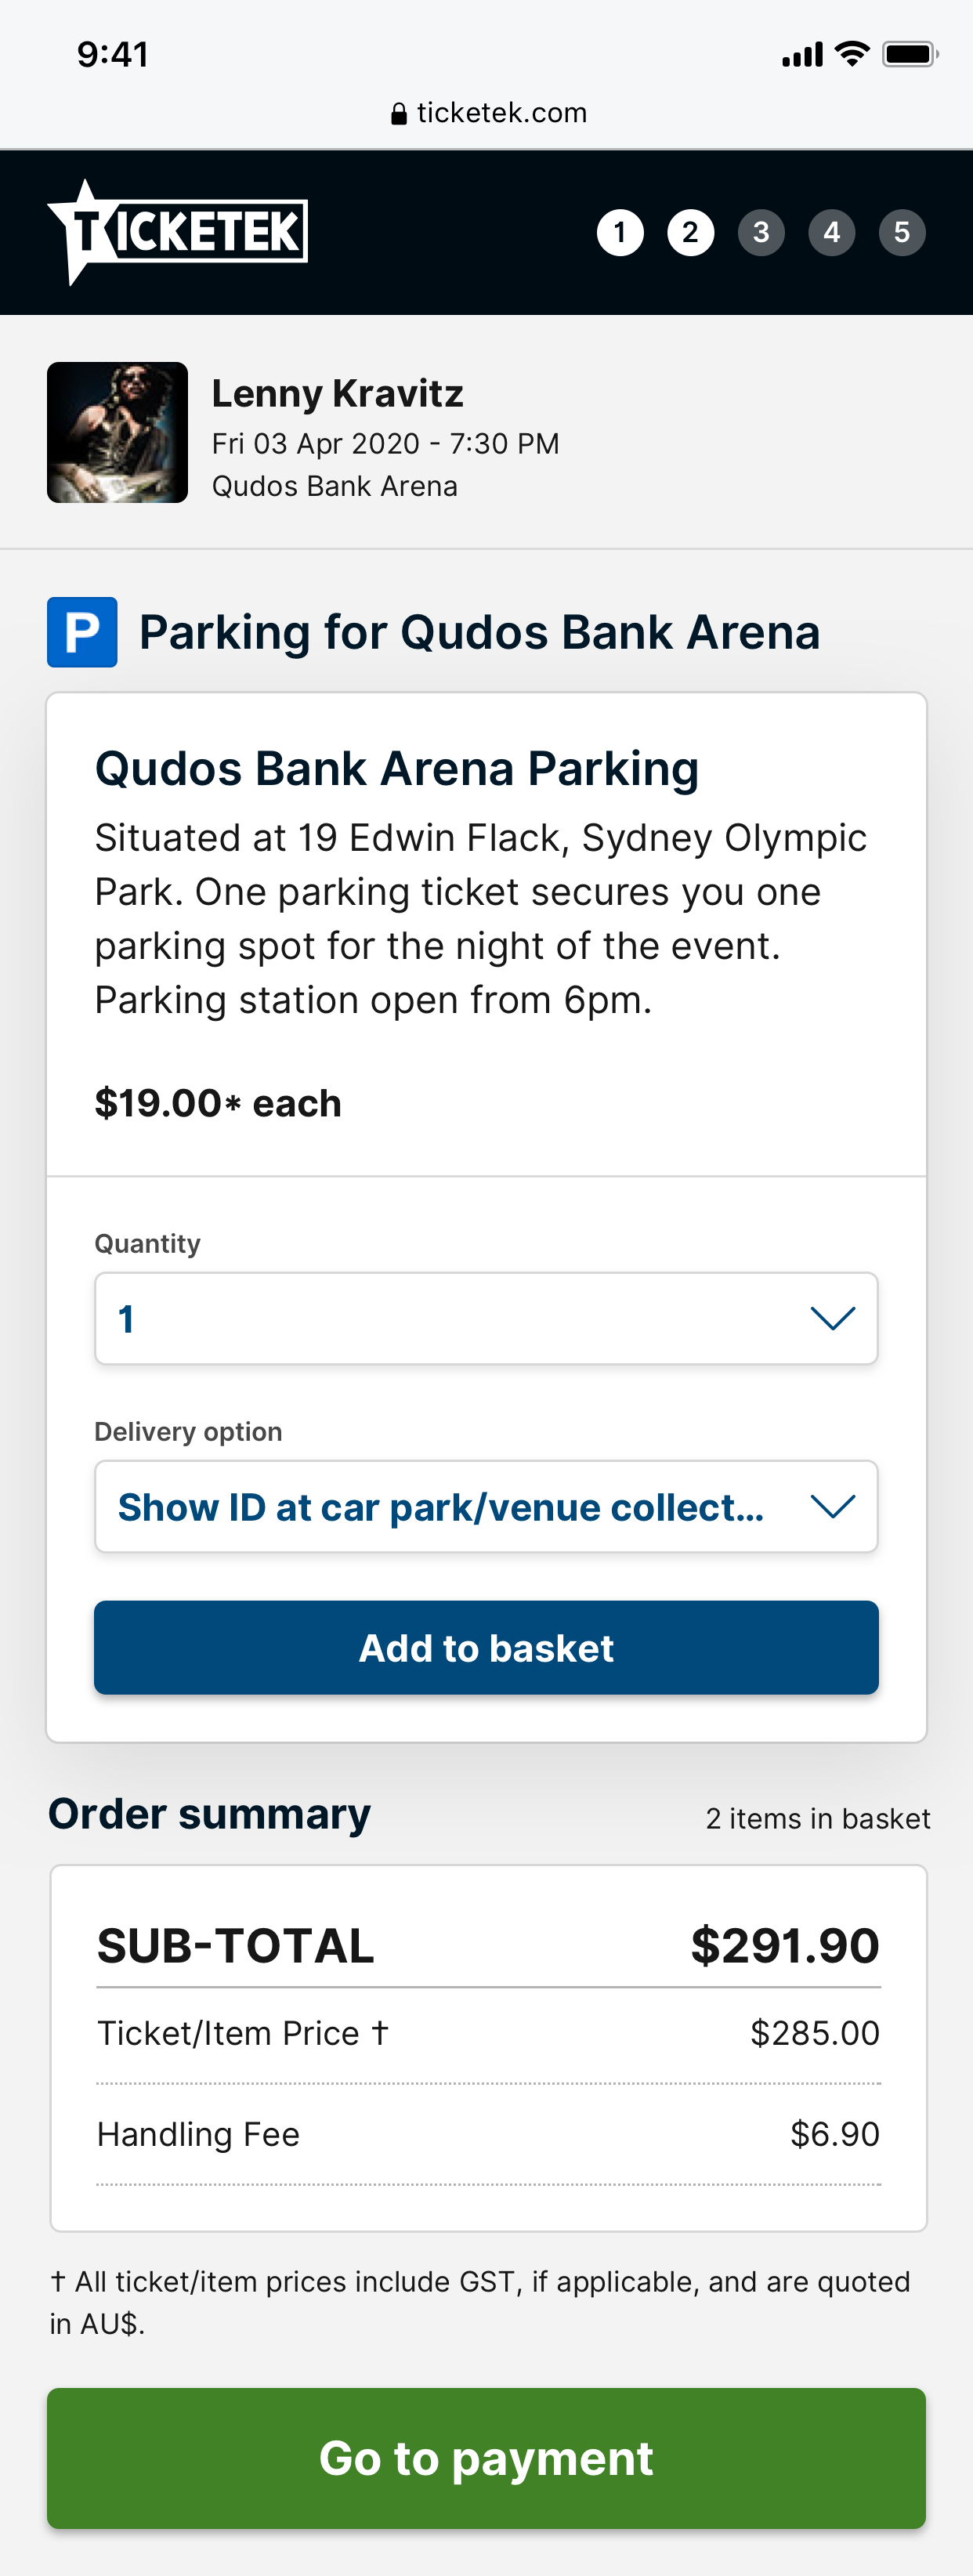 9:41
ticketek.com
TICKETEK
1 2 3 4 5
Lenny Kravitz
Fri 03 Apr 2020 - 7:30 PM
Qudos Bank Arena
P Parking for Qudos Bank Arena
Qudos Bank Arena Parking
Situated at 19 Edwin Flack, Sydney Olympic
Park. One parking ticket secures you one
parking spot for the night of the event.
Parking station open from 6pm.
$19.00* each
Quantity
1
Delivery option
Show ID at car park/venue collect...
Add to basket
Order summary 2 items in basket
SUB-TOTAL $291.90
Ticket/Item Price † $285.00
Handling Fee $6.90
† All ticket/item prices include GST, if applicable, and are quoted
in AU$.
Go to payment